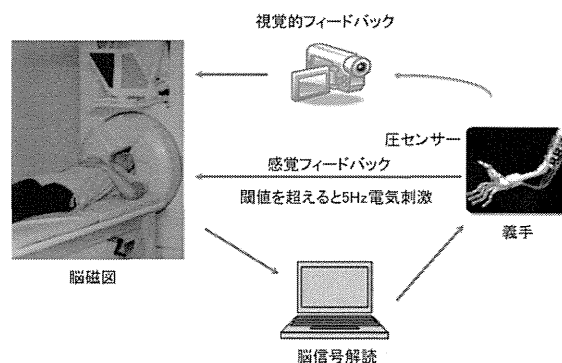 視覚的フィードバック
圧センサー
感覚フィードバック
閾値を超えると5Hz電気刺激
義手
脳磁図
脳信号解読